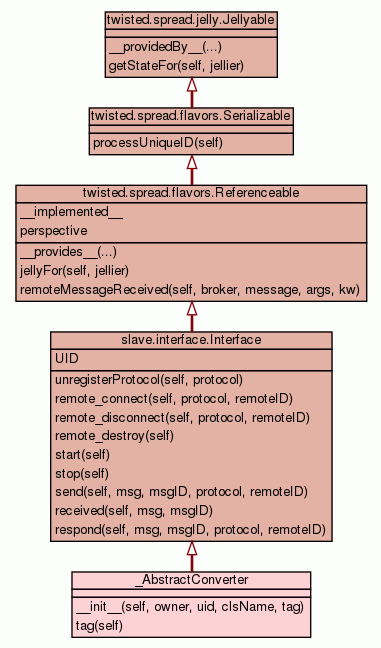 twisted.spread.jelly.Jellyable
__providedBy__(...)
getStateFor(self, jellier)
twisted.spread.flavors.Serializable
processUniqueID(self)
twisted.spread.flavors.Referenceable
__implemented__
perspective
__provides__(...)
jellyFor(self, jellier)
remoteMessageReceived(self, broker, message, args, kw)
slave.interface.Interface
UID
unregisterProtocol(self, protocol)
remote_connect(self, protocol, remoteID)
remote_disconnect(self, protocol, remoteID)
remote_destroy(self)
start(self)
stop(self)
send(self, msg, msgID, protocol, remoteID)
received(self, msg, msgID)
respond(self, msg, msgID, protocol, remoteID)
_AbstractConverter
__init__(self, owner, uid, clsName, tag)
tag(self)